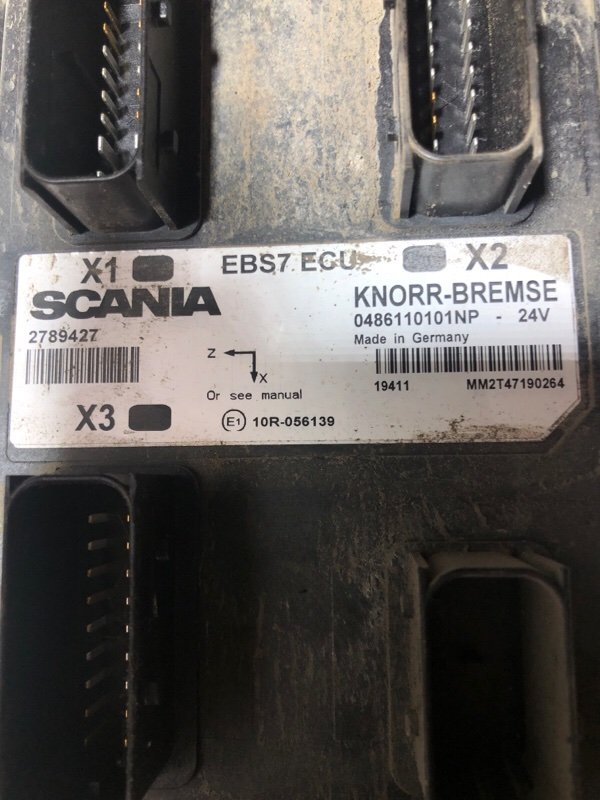 X1 EBS7 ECU X2
SCANIA
KNORR-BREMSE
2789427
0486110101NP - 24V
Made in Germany
Z
X
19411 MM2T47190264
Or see manual
X3
E1 10R-056139